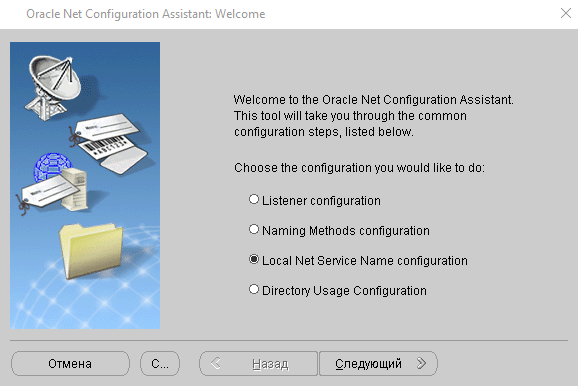 Oracle Net Configuration Assistant: Welcome
Welcome to the Oracle Net Configuration Assistant.
This tool will take you through the common
configuration steps, listed below.
Choose the configuration you would like to do:
Listener configuration
Naming Methods configuration
Local Net Service Name configuration
Directory Usage Configuration
Отмена
С...
Назад
Следующий